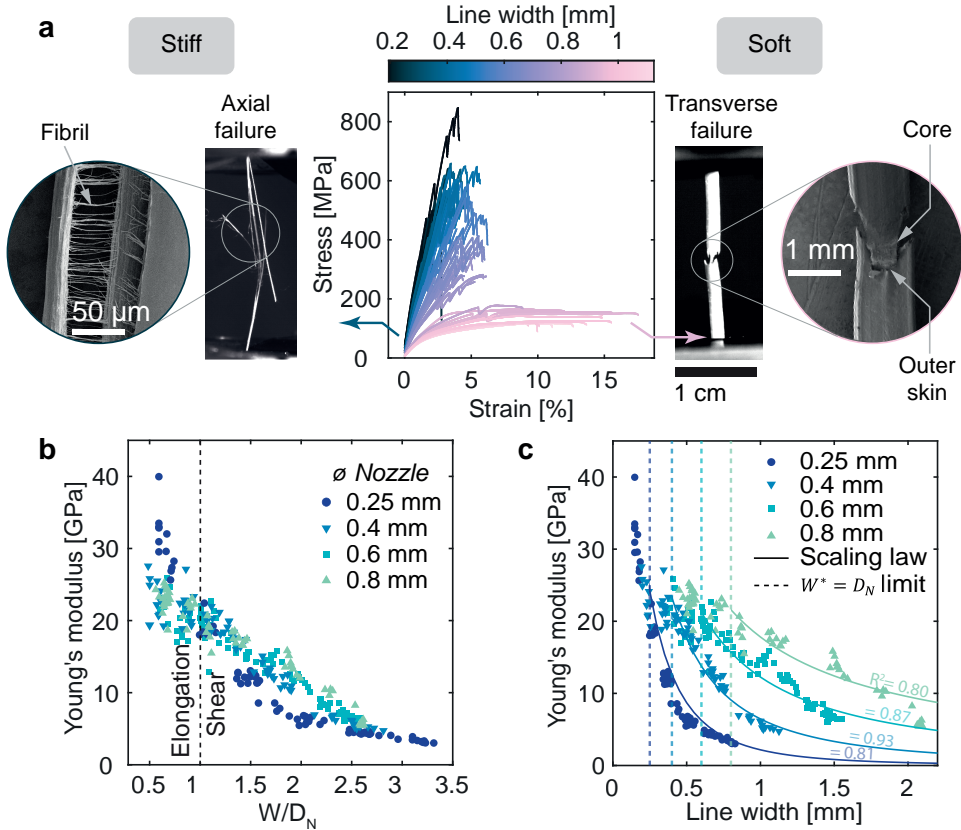 a
Stiff
Line width [mm]
0.2 0.4 0.6 0.8 1
Soft
Axial
failure
Fibril
50 µm
Stress [MPa]
800
600
400
200
0
0 5 10 15
Strain [%]
Transverse
failure
Core
1 mm
1 cm
Outer
skin
b
Young's modulus [GPa]
40
30
20
10
0
ø Nozzle
0.25 mm
0.4 mm
0.6 mm
0.8 mm
Elongation
Shear
0.5 1 1.5 2 2.5 3 3.5
W/D_N
c
Young's modulus [GPa]
40
30
20
10
0
0.25 mm
0.4 mm
0.6 mm
0.8 mm
Scaling law
W* = D_N limit
R² = 0.80
= 0.87
= 0.93
= 0.81
0 0.5 1 1.5 2
Line width [mm]